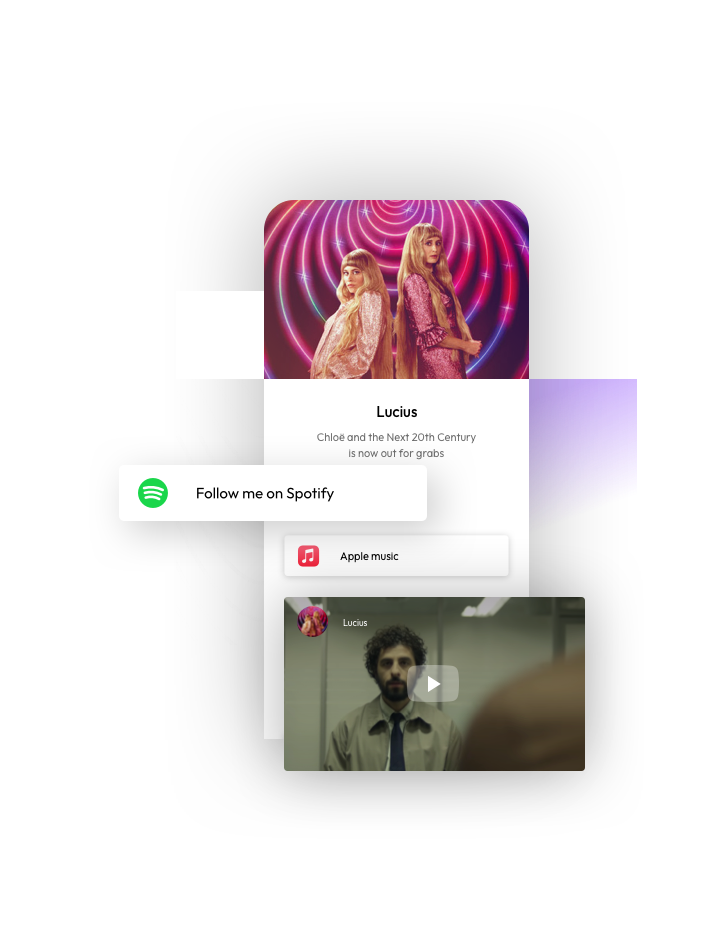 Lucius
Chloë and the Next 20th Century
is now out for grabs
Follow me on Spotify
Apple music
Lucius